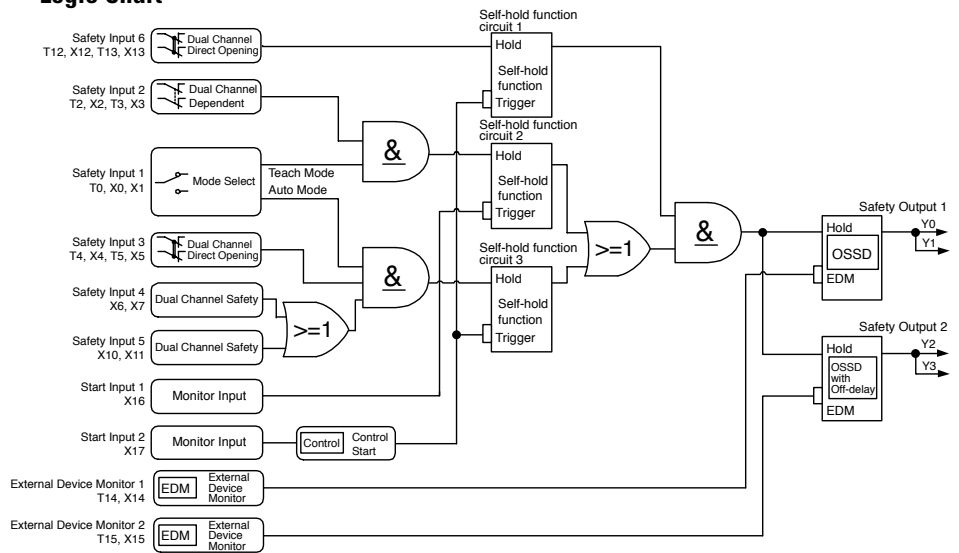 Logic Chart
Safety Input 6
T12, X12, T13, X13
Dual Channel
Direct Opening
Self-hold function
circuit 1
Hold
Self-hold
function
Trigger
Safety Input 2
T2, X2, T3, X3
Dual Channel
Dependent
&
Self-hold function
circuit 2
Hold
Self-hold
function
Trigger
Safety Input 1
T0, X0, X1
Mode Select
Teach Mode
Auto Mode
Safety Input 3
T4, X4, T5, X5
Dual Channel
Direct Opening
&
Self-hold function
circuit 3
Hold
Self-hold
function
Trigger
>=1
&
Safety Output 1
Hold
OSSD
EDM
Y0
Y1
Safety Input 4
X6, X7
Dual Channel Safety
>=1
Safety Input 5
X10, X11
Dual Channel Safety
Safety Output 2
Hold
OSSD
with
Off-delay
EDM
Y2
Y3
Start Input 1
X16
Monitor Input
Start Input 2
X17
Monitor Input
Control
Control
Start
External Device Monitor 1
T14, X14
EDM
External
Device
Monitor
External Device Monitor 2
T15, X15
EDM
External
Device
Monitor